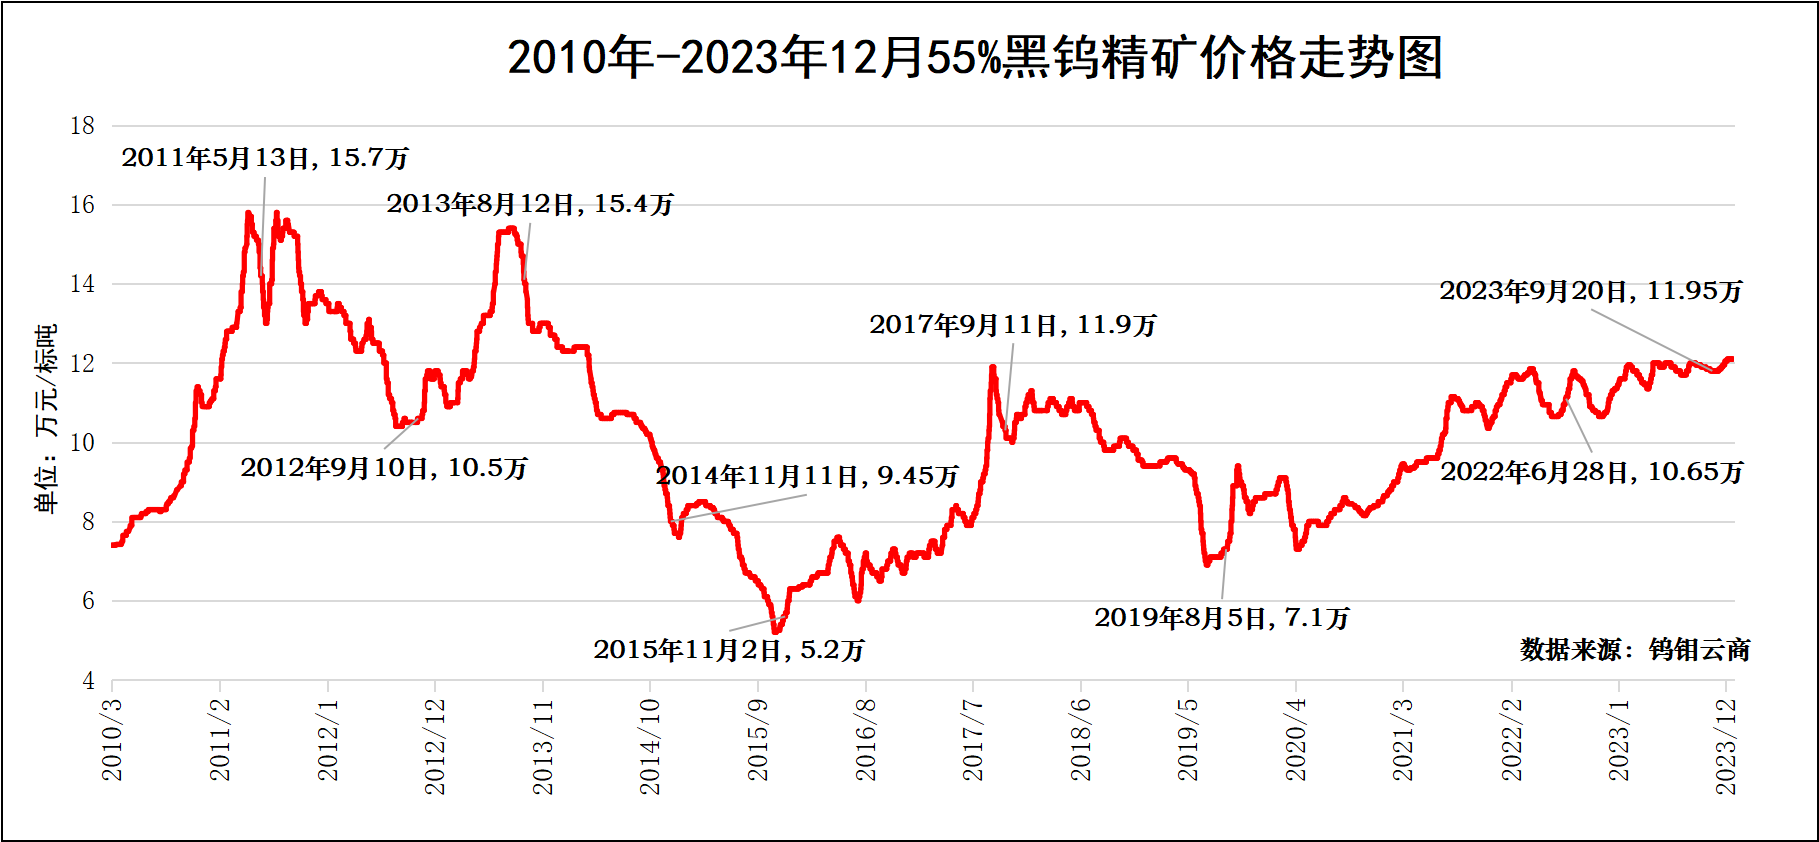 2010年-2023年12月55%黑钨精矿价格走势图
单位：万元/标吨
18
16
14
12
10
8
6
4
2011年5月13日, 15.7万
2013年8月12日, 15.4万
2012年9月10日, 10.5万
2014年11月11日, 9.45万
2015年11月2日, 5.2万
2017年9月11日, 11.9万
2019年8月5日, 7.1万
2023年9月20日, 11.95万
2022年6月28日, 10.65万
数据来源：钨钼云商
2010/3
2011/2
2012/1
2012/12
2013/11
2014/10
2015/9
2016/8
2017/7
2018/6
2019/5
2020/4
2021/3
2022/2
2023/1
2023/12